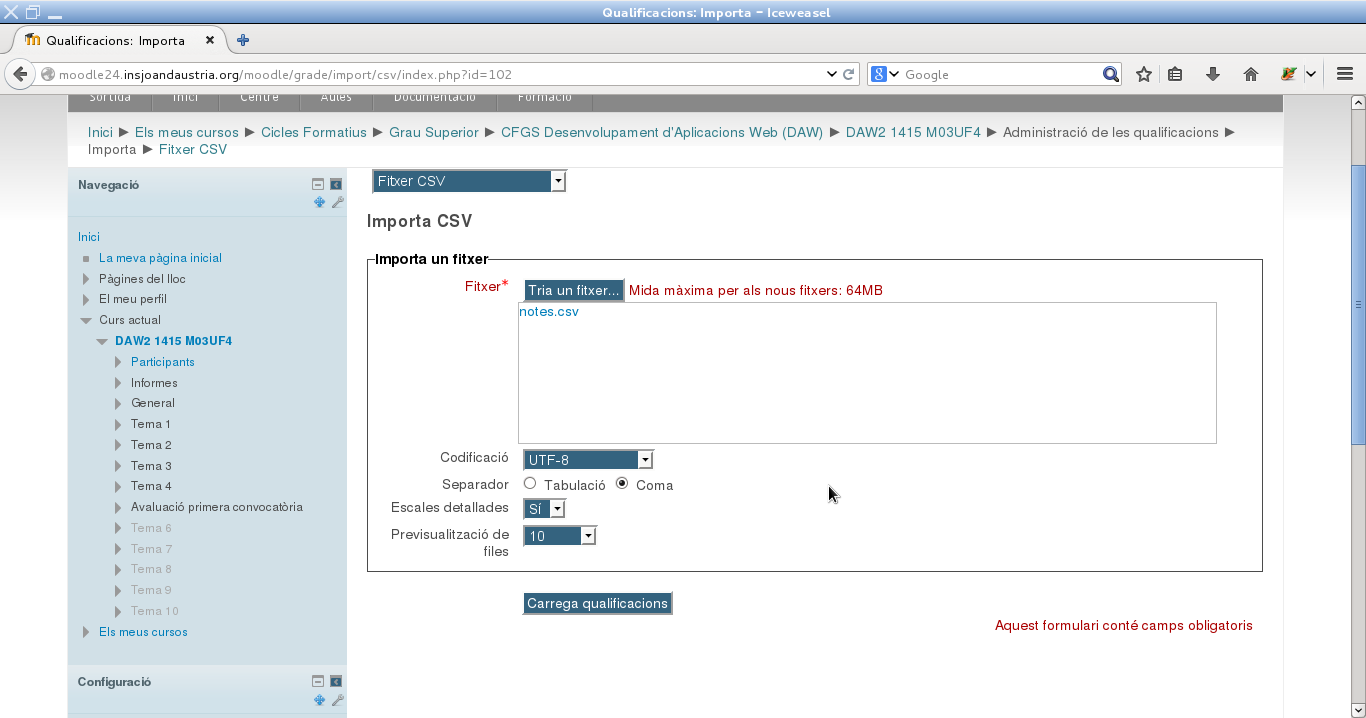 Qualificacions: Importa - Iceweasel
Qualificacions: Importa
moodle24.insjoandaustria.org/moodle/grade/import/csv/index.php?id=102
Google
Sortida Inici Centre Aules Documentació Formació
Inici ► Els meus cursos ► Cicles Formatius ► Grau Superior ► CFGS Desenvolupament d'Aplicacions Web (DAW) ► DAW2 1415 M03UF4 ► Administració de les qualificacions ►
Importa ► Fitxer CSV
Navegació
Inici
La meva pàgina inicial
Pàgines del lloc
El meu perfil
Curs actual
DAW2 1415 M03UF4
Participants
Informes
General
Tema 1
Tema 2
Tema 3
Tema 4
Avaluació primera convocatòria
Tema 6
Tema 7
Tema 8
Tema 9
Tema 10
Els meus cursos
Configuració
Fitxer CSV
Importa CSV
Importa un fitxer
Fitxer* Tria un fitxer... Mida màxima per als nous fitxers: 64MB
notes.csv
Codificació UTF-8
Separador Tabulació Coma
Escales detallades Sí
Previsualització de 10
files
Carrega qualificacions
Aquest formulari conté camps obligatoris